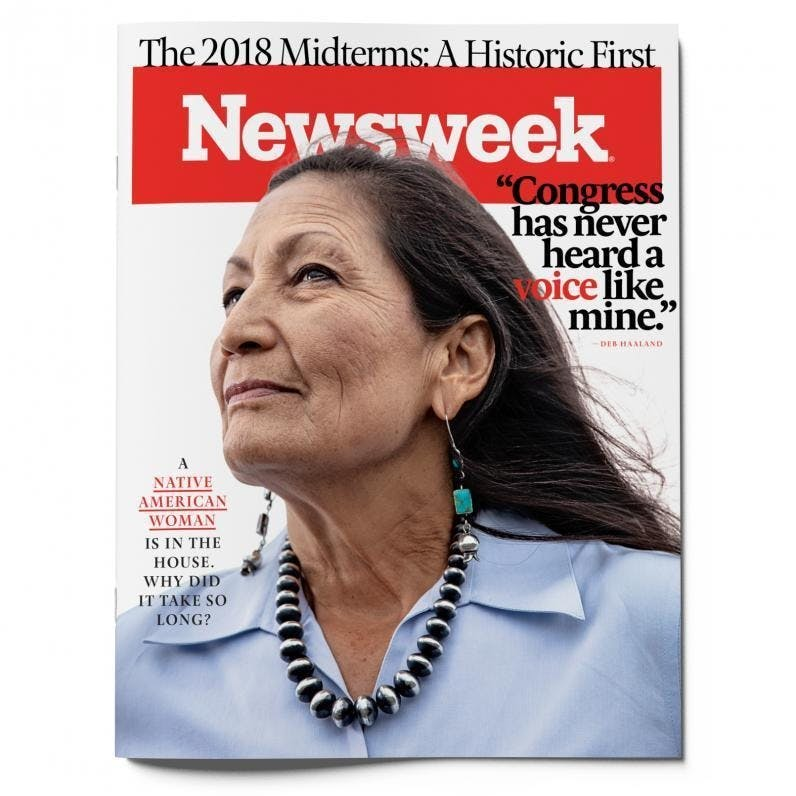 The 2018 Midterms: A Historic First
Newsweek®
“Congress
has never
heard a
voice like
mine.”
— DEB HAALAND
A
NATIVE
AMERICAN
WOMAN
IS IN THE
HOUSE.
WHY DID
IT TAKE SO
LONG?